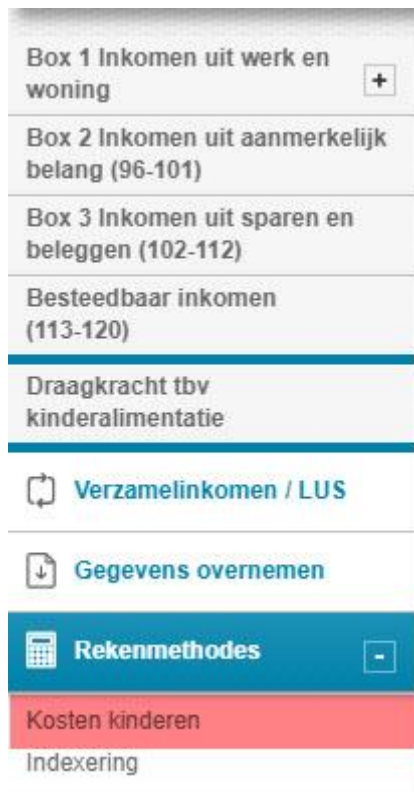 Box 1 Inkomen uit werk en
woning
+
Box 2 Inkomen uit aanmerkelijk
belang (96-101)
Box 3 Inkomen uit sparen en
beleggen (102-112)
Besteedbaar inkomen
(113-120)
Draagkracht tbv
kinderalimentatie
Verzamelinkomen / LUS
Gegevens overnemen
Rekenmethodes
-
Kosten kinderen
Indexering